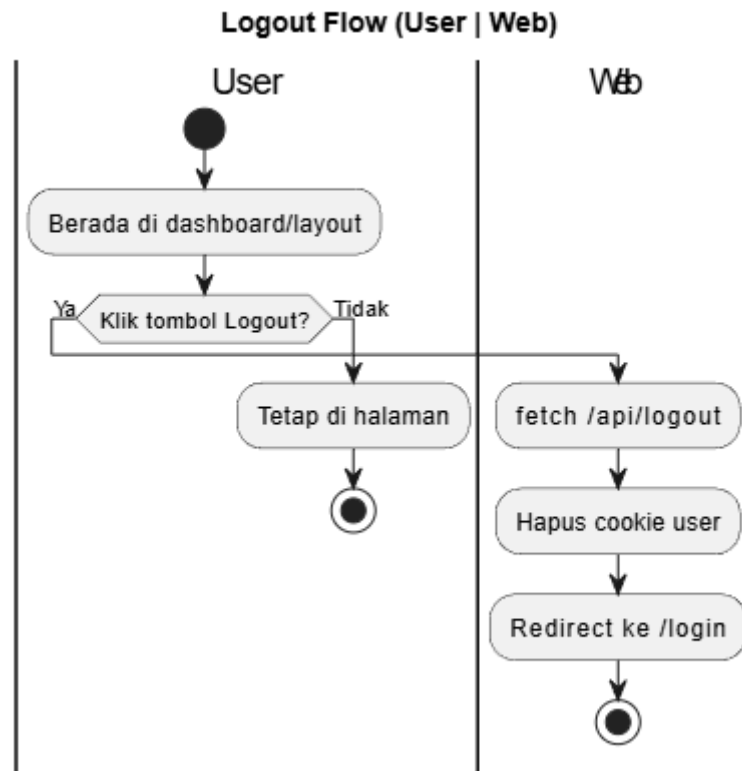 Logout Flow (User | Web)
User
Web
Berada di dashboard/layout
Ya
Klik tombol Logout?
Tidak
Tetap di halaman
fetch /api/logout
Hapus cookie user
Redirect ke /login